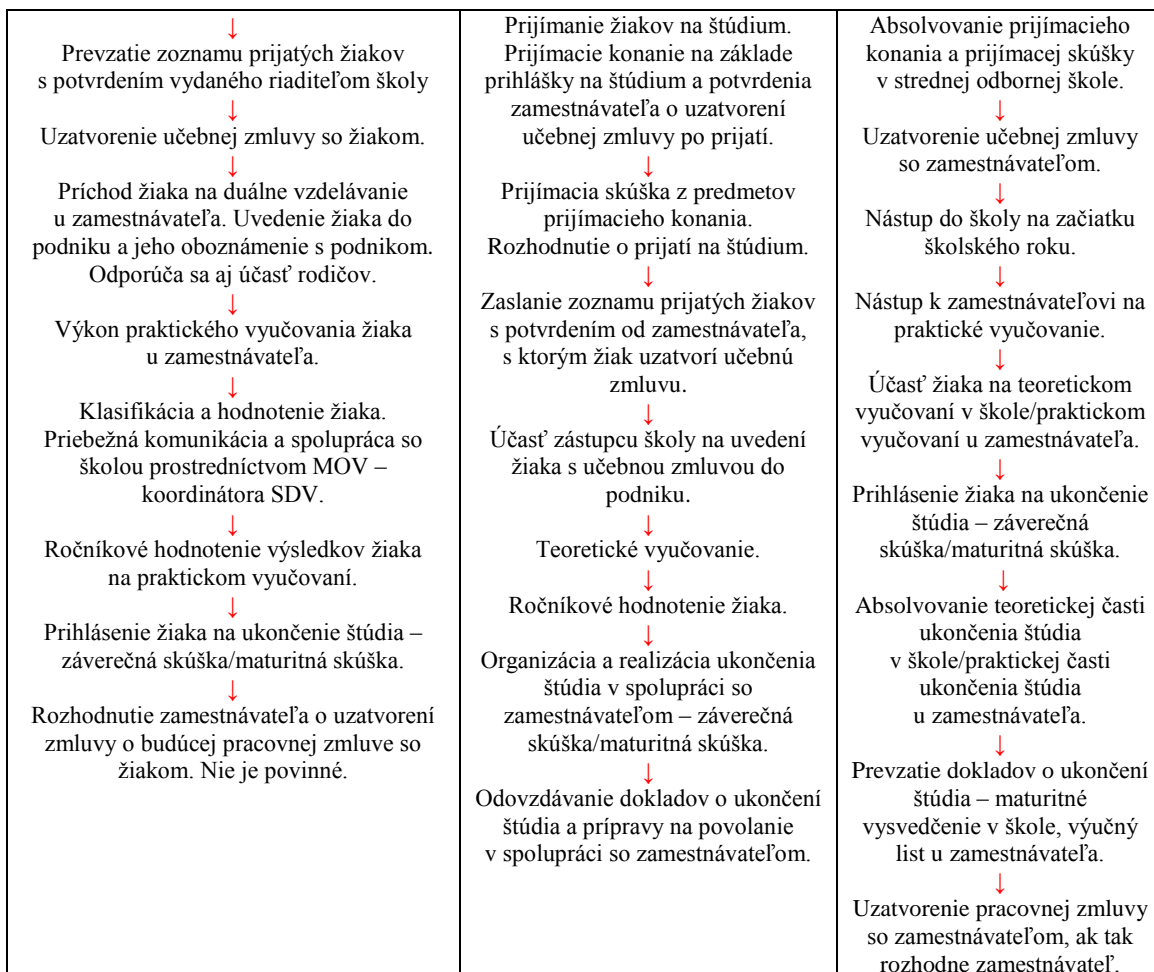 ↓
Prevzatie zoznamu prijatých žiakov
s potvrdením vydaného riaditeľom školy
↓
Uzatvorenie učebnej zmluvy so žiakom.
↓
Príchod žiaka na duálne vzdelávanie
u zamestnávateľa. Uvedenie žiaka do
podniku a jeho oboznámenie s podnikom.
Odporúča sa aj účasť rodičov.
↓
Výkon praktického vyučovania žiaka
u zamestnávateľa.
↓
Klasifikácia a hodnotenie žiaka.
Priebežná komunikácia a spolupráca so
školou prostredníctvom MOV –
koordinátora SDV.
↓
Ročníkové hodnotenie výsledkov žiaka
na praktickom vyučovaní.
↓
Prihlásenie žiaka na ukončenie štúdia –
záverečná skúška/maturitná skúška.
↓
Rozhodnutie zamestnávateľa o uzatvorení
zmluvy o budúcej pracovnej zmluve so
žiakom. Nie je povinné.
Prijímanie žiakov na štúdium.
Prijímacie konanie na základe
prihlášky na štúdium a potvrdenia
zamestnávateľa o uzatvorení
učebnej zmluvy po prijatí.
↓
Prijímacia skúška z predmetov
prijímacieho konania.
Rozhodnutie o prijatí na štúdium.
↓
Zaslanie zoznamu prijatých žiakov
s potvrdením od zamestnávateľa,
s ktorým žiak uzatvorí učebnú
zmluvu.
↓
Účasť zástupcu školy na uvedení
žiaka s učebnou zmluvou do
podniku.
↓
Teoretické vyučovanie.
↓
Ročníkové hodnotenie žiaka.
↓
Organizácia a realizácia ukončenia
štúdia v spolupráci so
zamestnávateľom – záverečná
skúška/maturitná skúška.
↓
Odovzdávanie dokladov o ukončení
štúdia a prípravy na povolanie
v spolupráci so zamestnávateľom.
Absolvovanie prijímacieho
konania a prijímacej skúšky
v strednej odbornej škole.
↓
Uzatvorenie učebnej zmluvy
so zamestnávateľom.
↓
Nástup do školy na začiatku
školského roku.
↓
Nástup k zamestnávateľovi na
praktické vyučovanie.
↓
Účasť žiaka na teoretickom
vyučovaní v škole/praktickom
vyučovaní u zamestnávateľa.
↓
Prihlásenie žiaka na ukončenie
štúdia – záverečná
skúška/maturitná skúška.
↓
Absolvovanie teoretickej časti
ukončenia štúdia
v škole/praktickej časti
ukončenia štúdia
u zamestnávateľa.
↓
Prevzatie dokladov o ukončení
štúdia – maturitné
vysvedčenie v škole, výučný
list u zamestnávateľa.
↓
Uzatvorenie pracovnej zmluvy
so zamestnávateľom, ak tak
rozhodne zamestnávateľ.